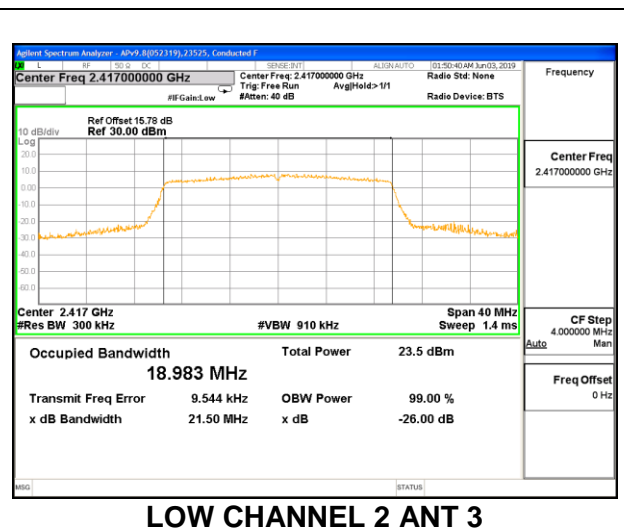 Agilent Spectrum Analyzer - APv9.8(052319),23525, Conducted F
L RF 50 Ω DC SENSE:INT ALIGN AUTO 01:50:40 AM Jun 03, 2019
Center Freq 2.417000000 GHz
Center Freq: 2.417000000 GHz
Radio Std: None
Trig: Free Run Avg|Hold:>1/1
#IFGain:Low #Atten: 40 dB Radio Device: BTS
Frequency
Ref Offset 15.78 dB
10 dB/div Ref 30.00 dBm
Log
20.0
10.0
0.00
-10.0
-20.0
-30.0
-40.0
-50.0
-60.0
Center 2.417 GHz Span 40 MHz
#Res BW 300 kHz #VBW 910 kHz Sweep 1.4 ms
Center Freq
2.417000000 GHz
CF Step
4.000000 MHz
Auto Man
Freq Offset
0 Hz
Occupied Bandwidth Total Power 23.5 dBm
18.983 MHz
Transmit Freq Error 9.544 kHz OBW Power 99.00 %
x dB Bandwidth 21.50 MHz x dB -26.00 dB
MSG STATUS
LOW CHANNEL 2 ANT 3